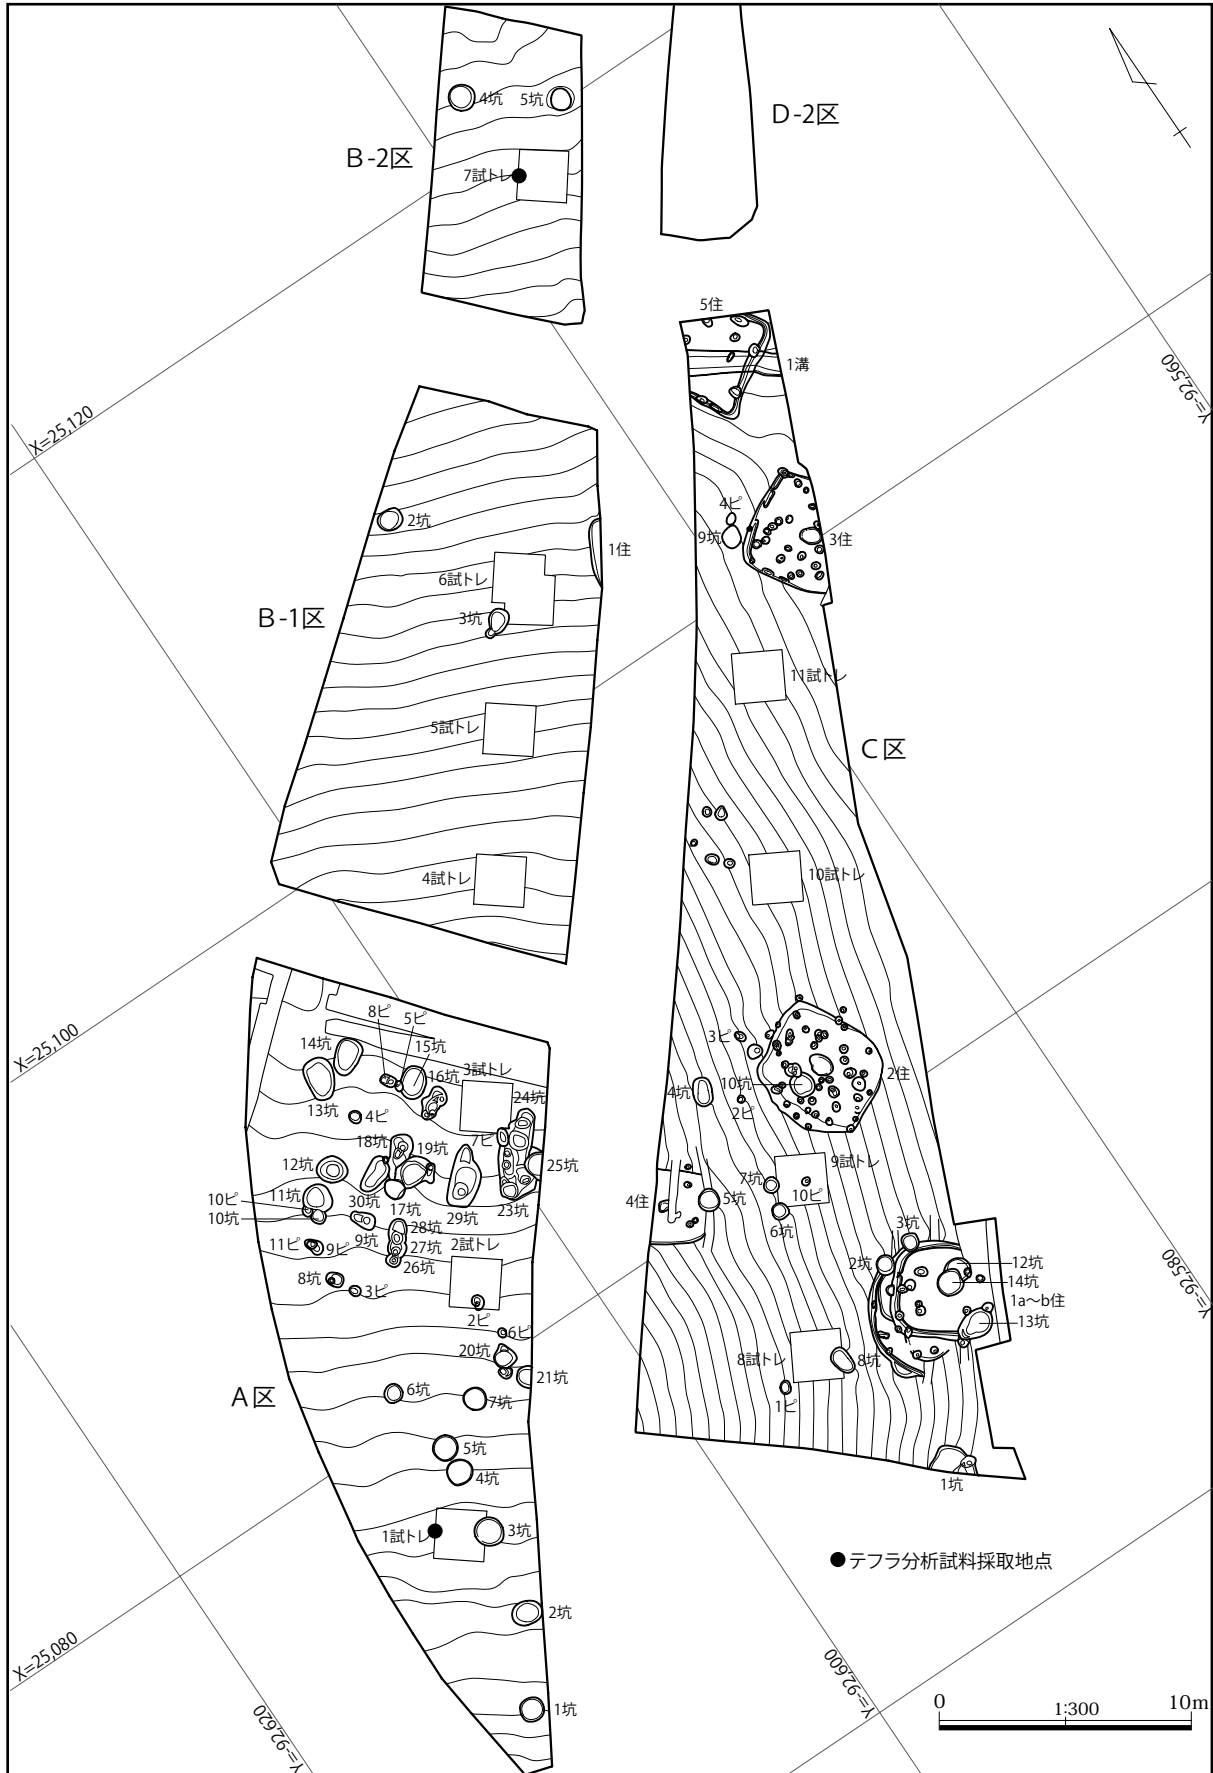 4坑
5坑
B-2区
7試トレ
D-2区
5住
1溝
Y=-92,560
X=25,120
2坑
1住
6試トレ
3坑
B-1区
5試トレ
4試トレ
4ピ
9坑
3住
11試トレ
C区
10試トレ
X=25,100
8ピ
5ピ
14坑
15坑
3試トレ
16坑
24坑
13坑
4ピ
7ピ
18坑
19坑
12坑
25坑
10ピ
11坑
30坑
17坑
29坑
23坑
10坑
9坑
28坑
11ピ
9ピ
27坑
2試トレ
26坑
8坑
3ピ
2ピ
6ピ
20坑
21坑
A区
6坑
7坑
5坑
4坑
1試トレ
3坑
2坑
1坑
3ピ
10坑
2住
4坑
2ピ
9試トレ
7坑
10ピ
4住
5坑
6坑
3坑
2坑
12坑
14坑
1a～b住
13坑
Y=-92,580
8試トレ
8坑
1ピ
1坑
●テフラ分析試料採取地点
X=25,080
Y=-92,620
Y=-92,600
0
1:300
10m